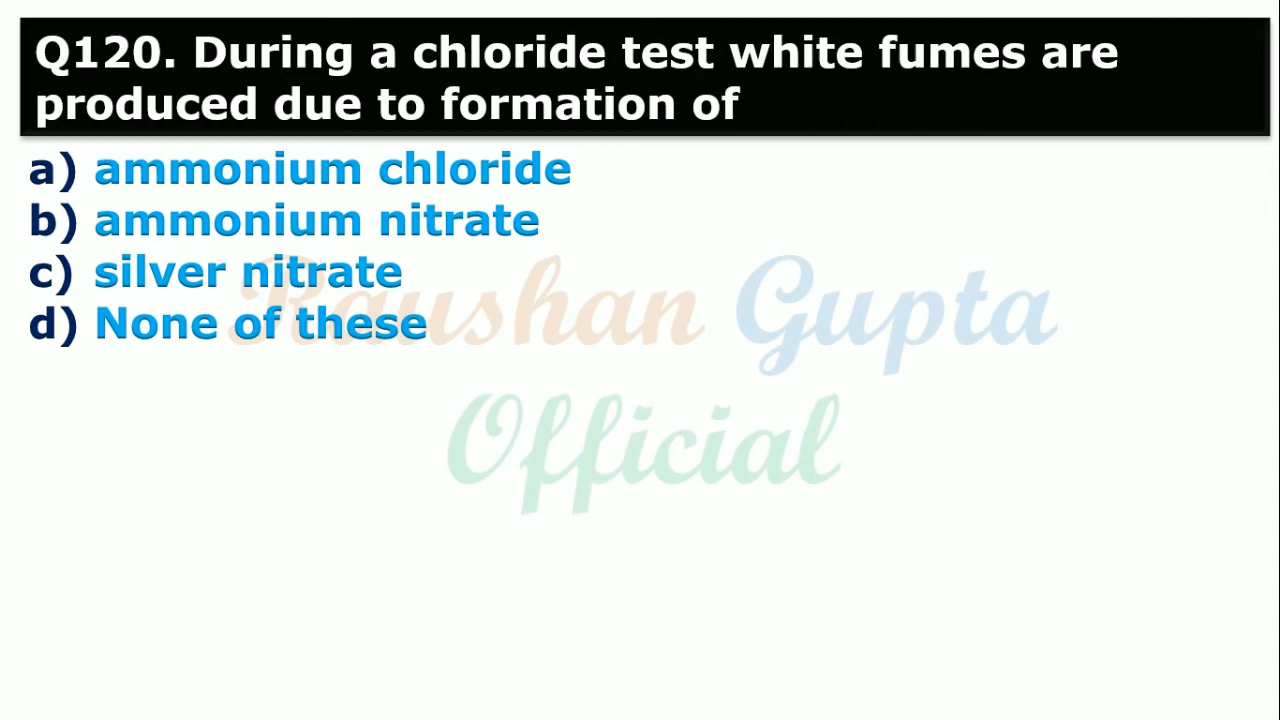 Q120. During a chloride test white fumes are
produced due to formation of
a) ammonium chloride
b) ammonium nitrate
c) silver nitrate
d) None of these
Raushan Gupta
Official